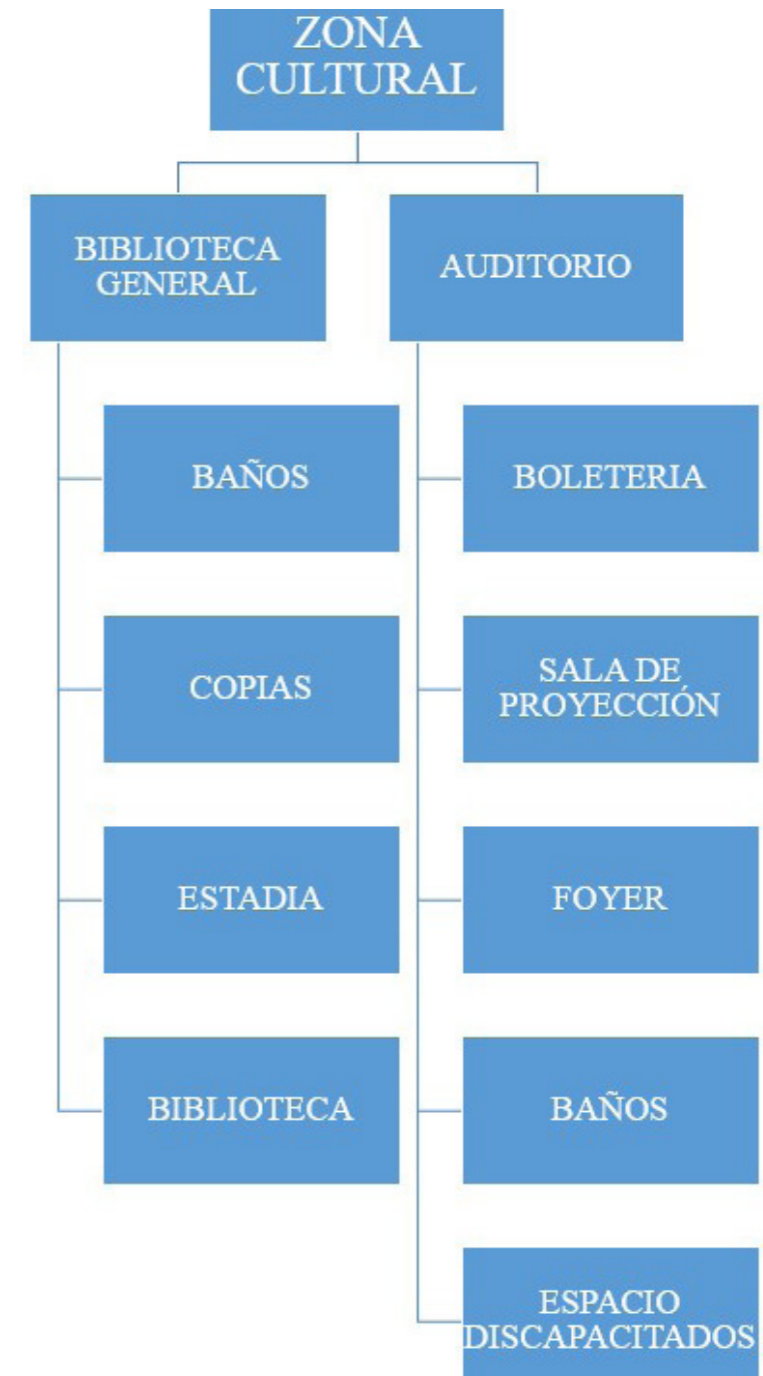 ZONA
CULTURAL
BIBLIOTECA
GENERAL
BAÑOS
COPIAS
ESTADIA
BIBLIOTECA
AUDITORIO
BOLETERIA
SALA DE
PROYECCIÓN
FOYER
BAÑOS
ESPACIO
DISCAPACITADOS